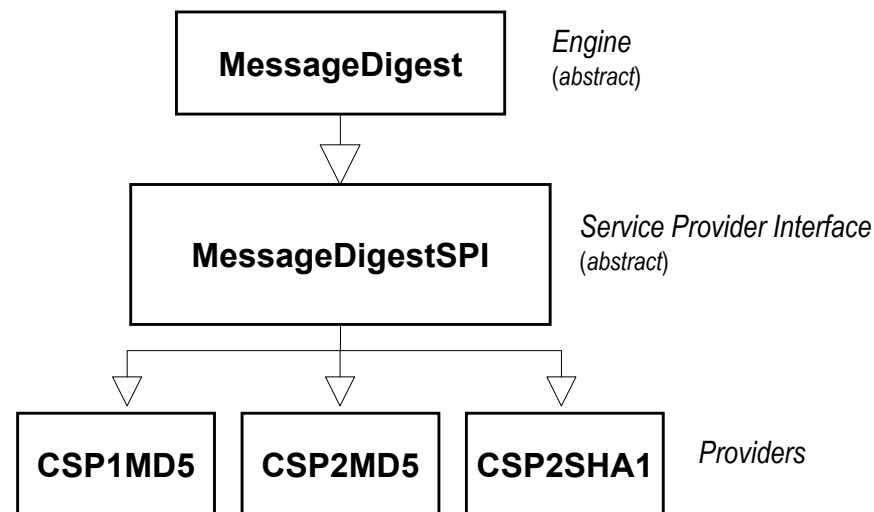 MessageDigest
Engine
(abstract)
MessageDigestSPI
Service Provider Interface
(abstract)
CSP1MD5
CSP2MD5
CSP2SHA1
Providers